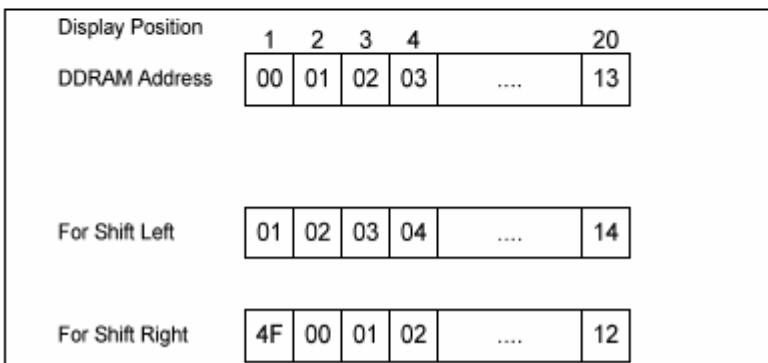 Display Position 1 2 3 4 20
DDRAM Address 00 01 02 03 .... 13
For Shift Left 01 02 03 04 .... 14
For Shift Right 4F 00 01 02 .... 12